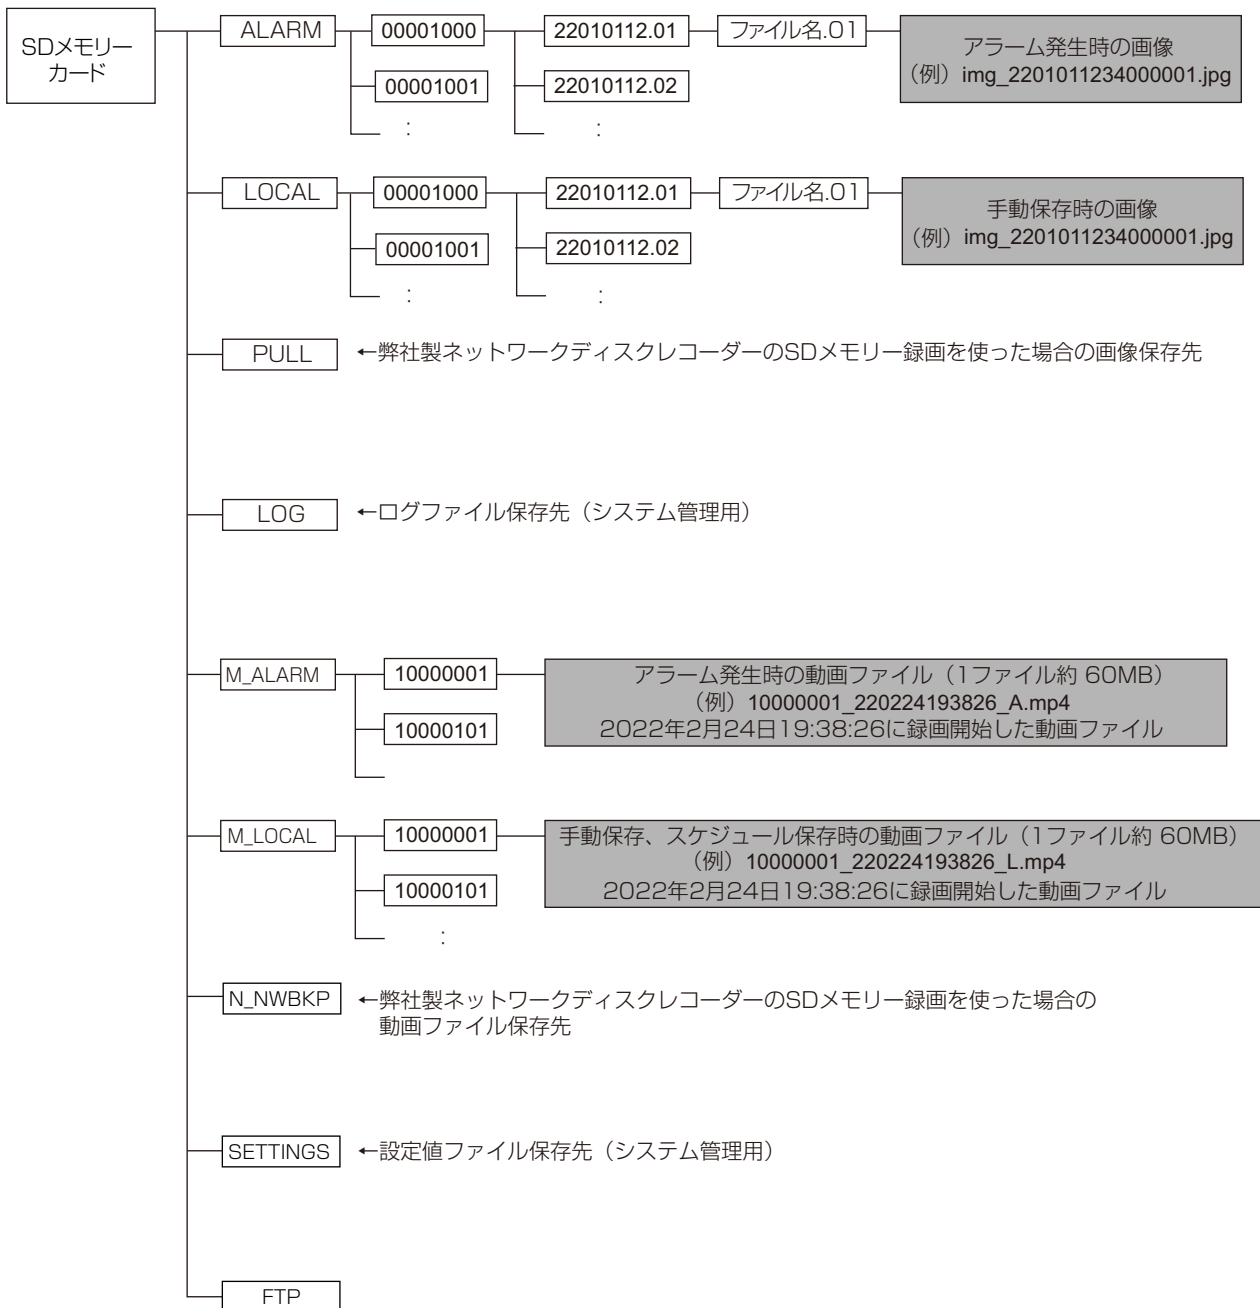 SDメモリー
カード
ALARM
00001000
22010112.01
ファイル名.01
アラーム発生時の画像
（例）img_2201011234000001.jpg
00001001
22010112.02
:
:
LOCAL
00001000
22010112.01
ファイル名.01
手動保存時の画像
（例）img_2201011234000001.jpg
00001001
22010112.02
:
:
PULL
←弊社製ネットワークディスクレコーダーのSDメモリー録画を使った場合の画像保存先
LOG
←ログファイル保存先（システム管理用）
M_ALARM
10000001
アラーム発生時の動画ファイル（1ファイル約 60MB）
（例）10000001_220224193826_A.mp4
2022年2月24日19:38:26に録画開始した動画ファイル
10000101
M_LOCAL
10000001
手動保存、スケジュール保存時の動画ファイル（1ファイル約 60MB）
（例）10000001_220224193826_L.mp4
2022年2月24日19:38:26に録画開始した動画ファイル
10000101
:
N_NWBKP
←弊社製ネットワークディスクレコーダーのSDメモリー録画を使った場合の
動画ファイル保存先
SETTINGS
←設定値ファイル保存先（システム管理用）
FTP